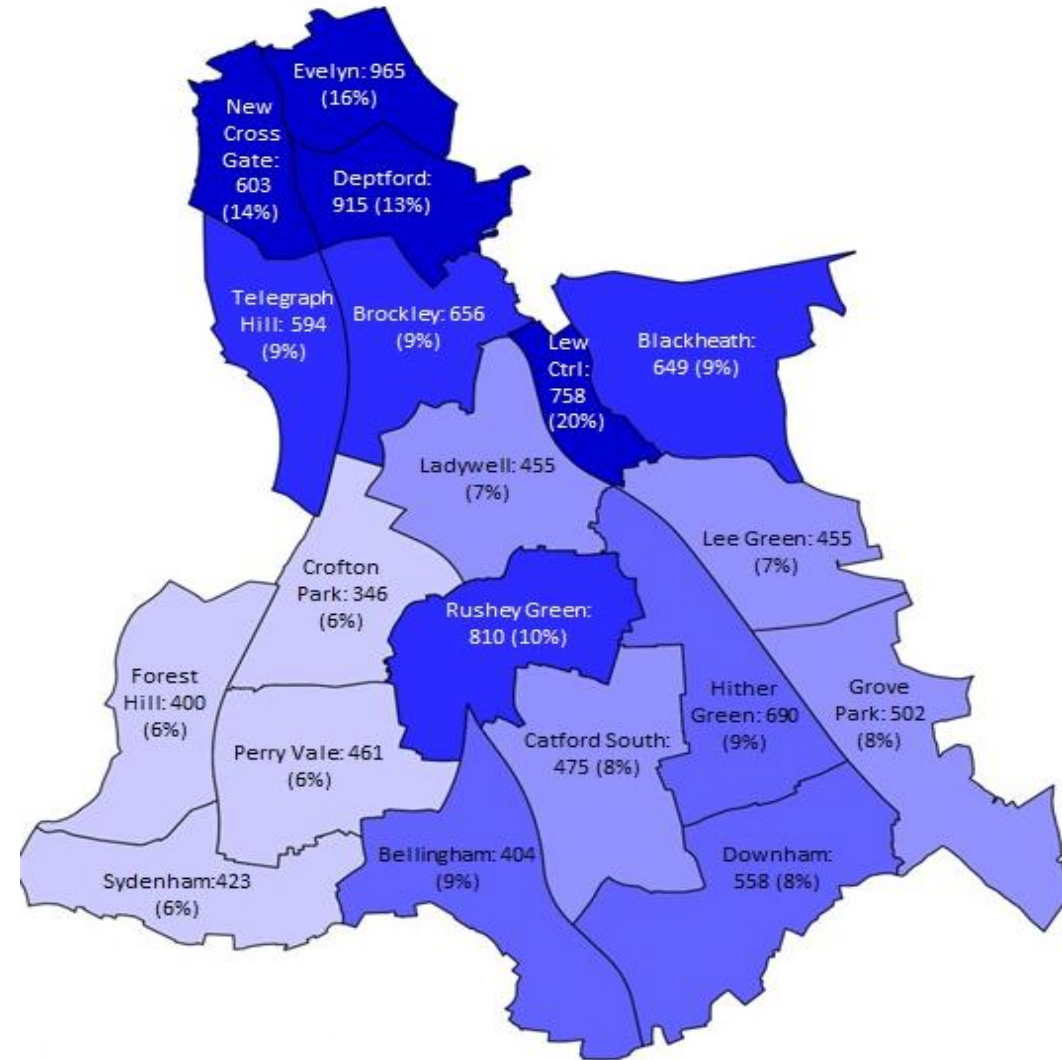 Evelyn: 965
(16%)
New
Cross
Gate:
603
(14%)
Deptford:
915 (13%)
Telegraph
Hill: 594
(9%)
Brockley: 656
(9%)
Lew
Ctrl:
758
(20%)
Blackheath:
649 (9%)
Ladywell: 455
(7%)
Lee Green: 455
(7%)
Crofton
Park: 346
(6%)
Rushey Green:
810 (10%)
Forest
Hill: 400
(6%)
Hither
Green: 690
(9%)
Grove
Park: 502
(8%)
Perry Vale: 461
(6%)
Catford South:
475 (8%)
Bellingham: 404
(9%)
Downham:
558 (8%)
Sydenham:423
(6%)